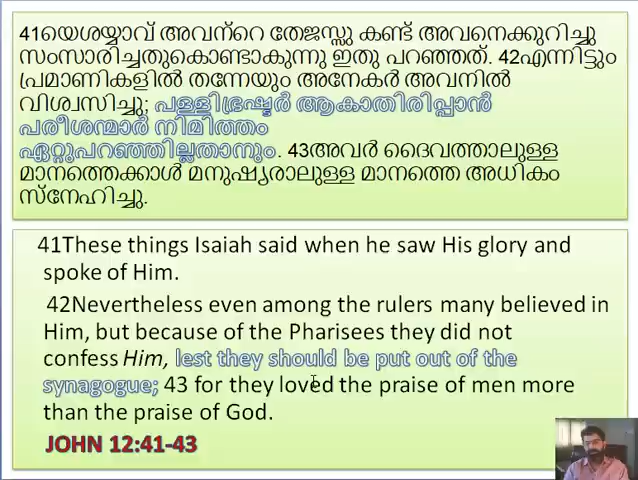 41യെശയ്യാവ് അവന്റെ തേജസ്സു കണ്ട് അവനെക്കുറിച്ചു
സംസാരിച്ചതുകൊണ്ടാകുന്നു ഇതു പറഞ്ഞത്. 42എന്നിട്ടും
പ്രമാണികളിൽ തന്നേയും അനേകർ അവനിൽ
വിശ്വസിച്ചു; പള്ളിഭ്രഷ്ടർ ആകാതിരിപ്പാൻ
പരീശന്മാർ നിമിത്തം
ഏറ്റുപറഞ്ഞില്ലതാനും. 43അവർ ദൈവത്താലുള്ള
മാനത്തെക്കാൾ മനുഷ്യരാലുള്ള മാനത്തെ അധികം
സ്നേഹിച്ചു.
41These things Isaiah said when he saw His glory and
spoke of Him.
42Nevertheless even among the rulers many believed in
Him, but because of the Pharisees they did not
confess Him, lest they should be put out of the
synagogue; 43 for they loved the praise of men more
than the praise of God.
JOHN 12:41-43